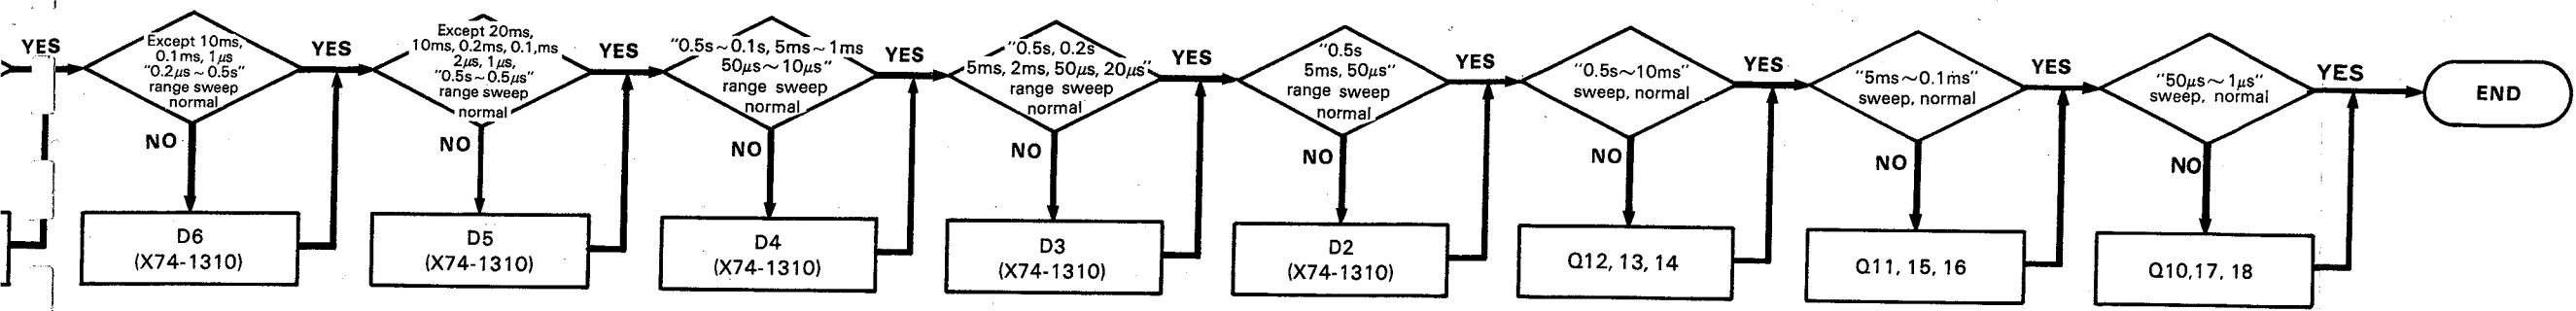 YES
Except 10ms,
0.1ms, 1µs
"0.2µs~0.5s"
range sweep
normal
YES
NO
D6
(X74-1310)
Except 20ms,
10ms, 0.2ms, 0.1,ms
2µs, 1µs,
"0.5s~0.5µs"
range sweep
normal
YES
NO
D5
(X74-1310)
"0.5s~0.1s, 5ms~1ms
50µs~10µs"
range sweep
normal
YES
NO
D4
(X74-1310)
"0.5s, 0.2s
5ms, 2ms, 50µs, 20µs"
range sweep
normal
YES
NO
D3
(X74-1310)
"0.5s
5ms, 50µs"
range sweep
normal
YES
NO
D2
(X74-1310)
"0.5s~10ms"
sweep, normal
YES
NO
Q12, 13, 14
"5ms~0.1ms"
sweep, normal
YES
NO
Q11, 15, 16
"50µs~1µs"
sweep, normal
YES
NO
Q10,17, 18
END